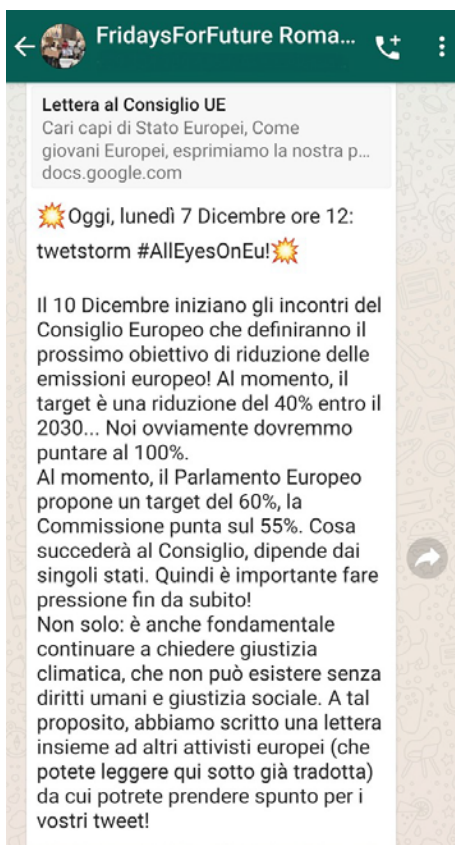 FridaysForFuture Roma...
Lettera al Consiglio UE
Cari capi di Stato Europei, Come
giovani Europei, esprimiamo la nostra p...
docs.google.com
💥Oggi, lunedì 7 Dicembre ore 12:
twetstorm #AllEyesOnEu!💥
Il 10 Dicembre iniziano gli incontri del
Consiglio Europeo che definiranno il
prossimo obiettivo di riduzione delle
emissioni europeo! Al momento, il
target è una riduzione del 40% entro il
2030... Noi ovviamente dovremmo
puntare al 100%.
Al momento, il Parlamento Europeo
propone un target del 60%, la
Commissione punta sul 55%. Cosa
succederà al Consiglio, dipende dai
singoli stati. Quindi è importante fare
pressione fin da subito!
Non solo: è anche fondamentale
continuare a chiedere giustizia
climatica, che non può esistere senza
diritti umani e giustizia sociale. A tal
proposito, abbiamo scritto una lettera
insieme ad altri attivisti europei (che
potete leggere qui sotto già tradotta)
da cui potrete prendere spunto per i
vostri tweet!